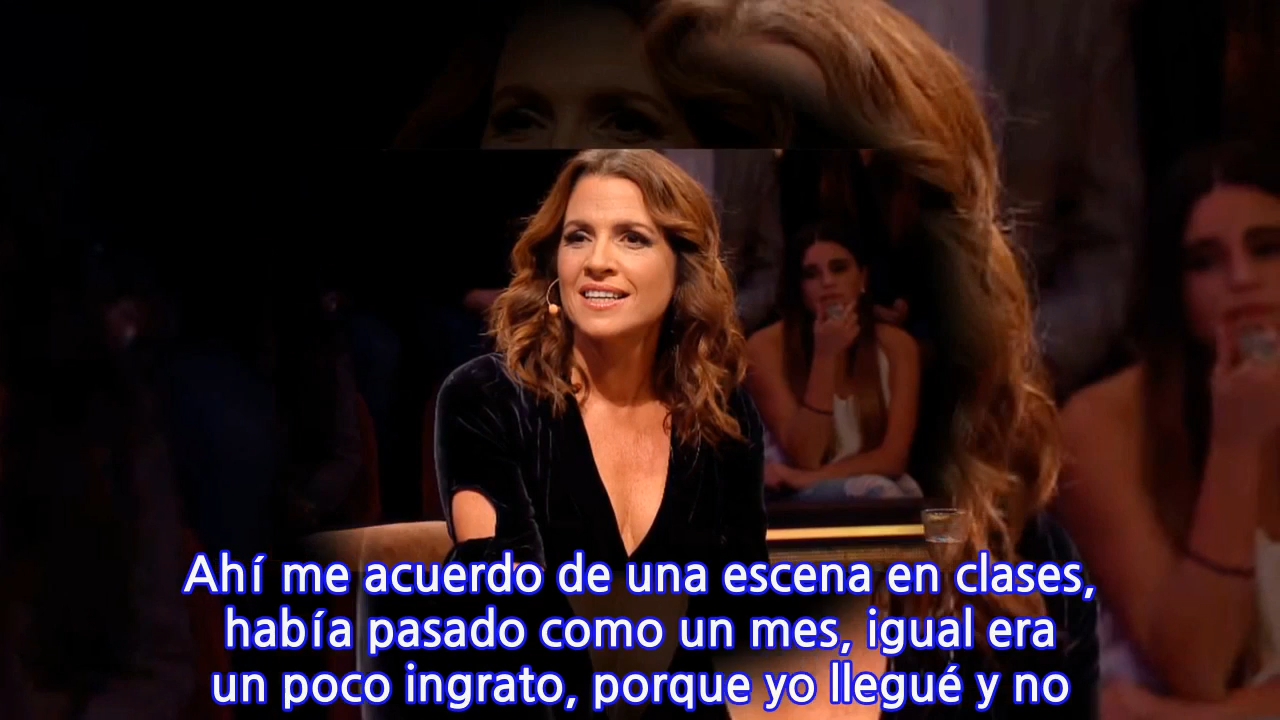 Ahí me acuerdo de una escena en clases,
había pasado como un mes, igual era
un poco ingrato, porque yo llegué y no